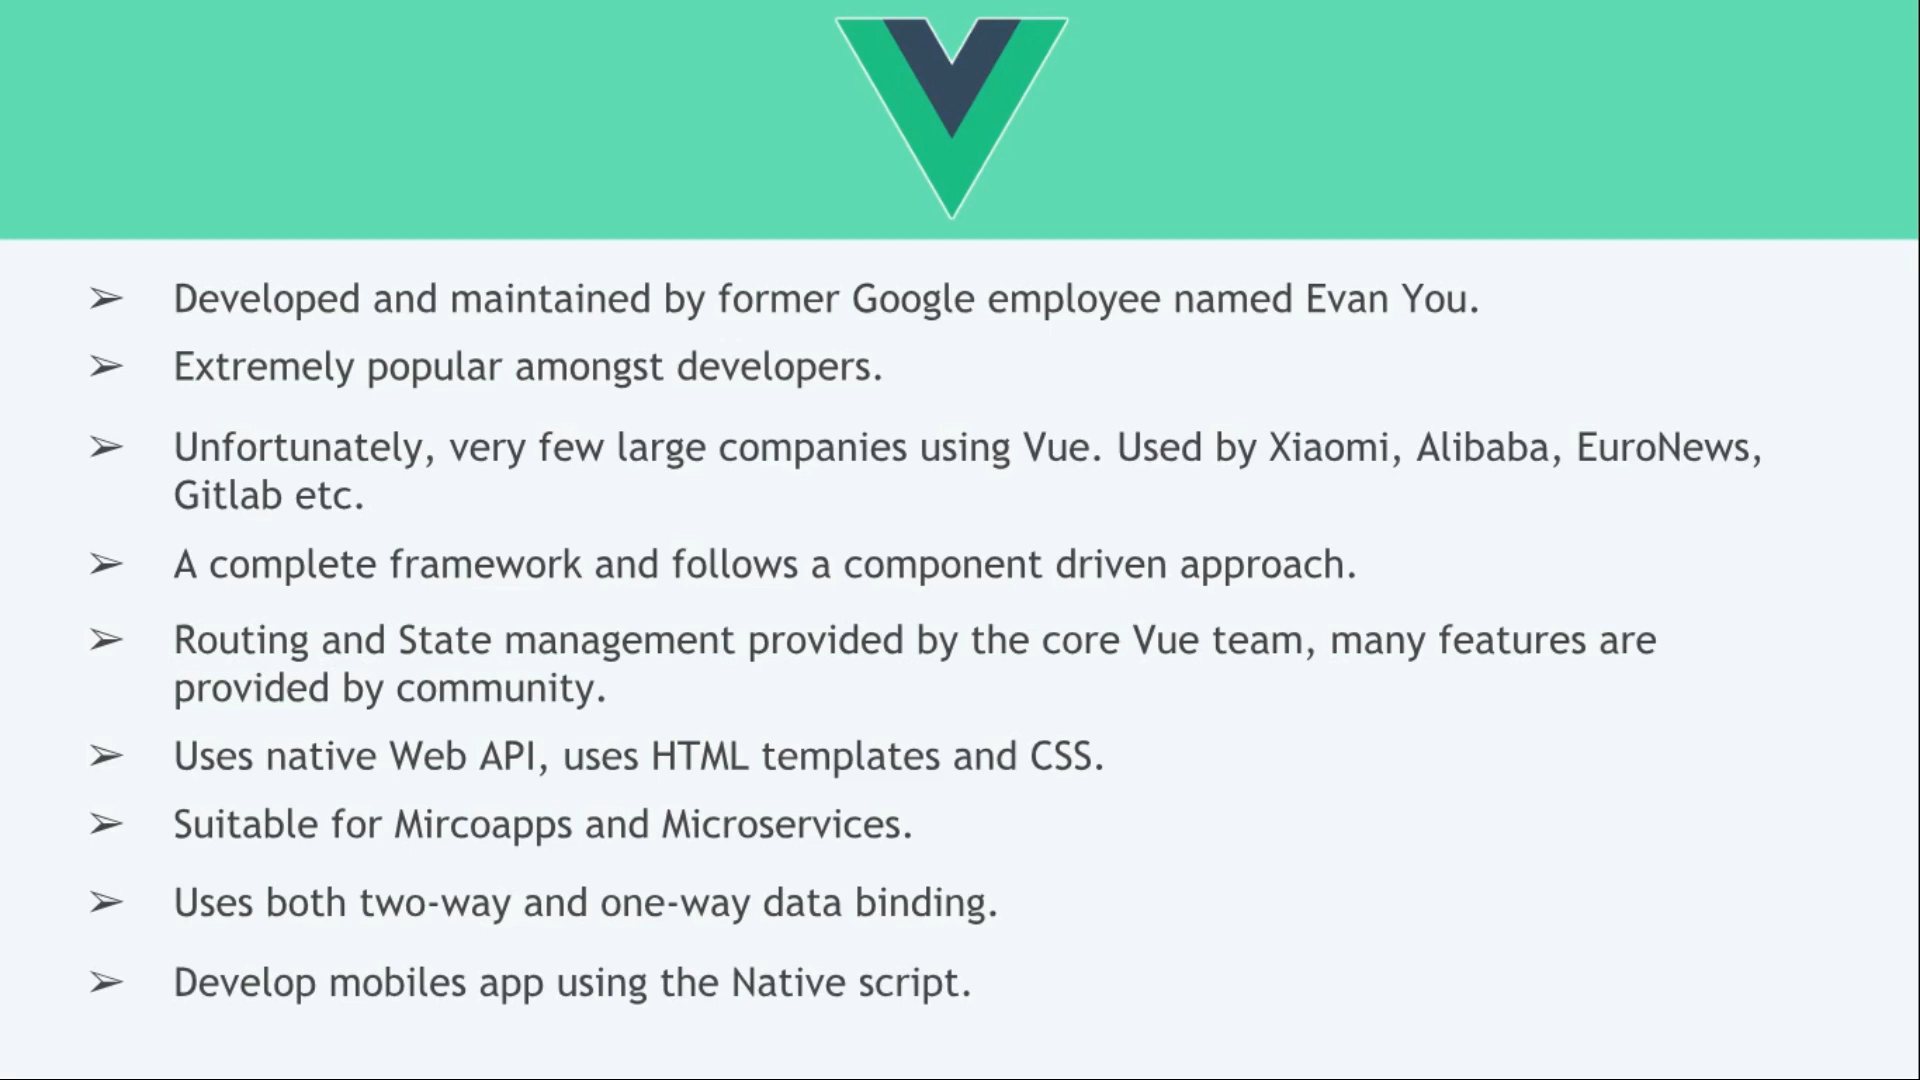 ➢ Developed and maintained by former Google employee named Evan You.
➢ Extremely popular amongst developers.
➢ Unfortunately, very few large companies using Vue. Used by Xiaomi, Alibaba, EuroNews,
Gitlab etc.
➢ A complete framework and follows a component driven approach.
➢ Routing and State management provided by the core Vue team, many features are
provided by community.
➢ Uses native Web API, uses HTML templates and CSS.
➢ Suitable for Mircoapps and Microservices.
➢ Uses both two-way and one-way data binding.
➢ Develop mobiles app using the Native script.